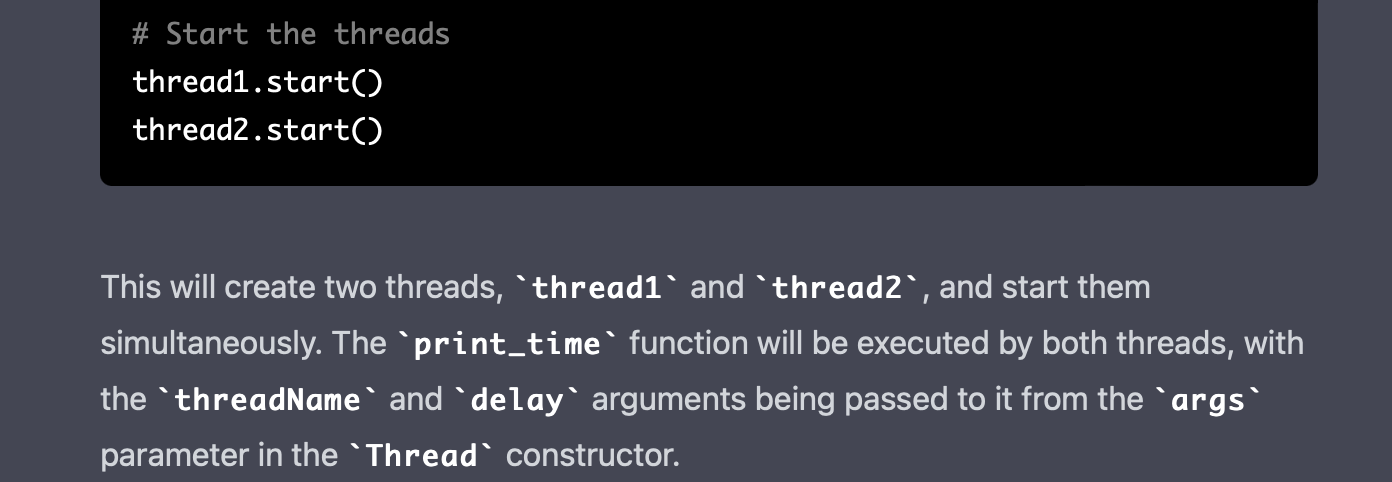 # Start the threads
thread1.start()
thread2.start()
This will create two threads, `thread1` and `thread2`, and start them
simultaneously. The `print_time` function will be executed by both threads, with
the `threadName` and `delay` arguments being passed to it from the `args`
parameter in the `Thread` constructor.